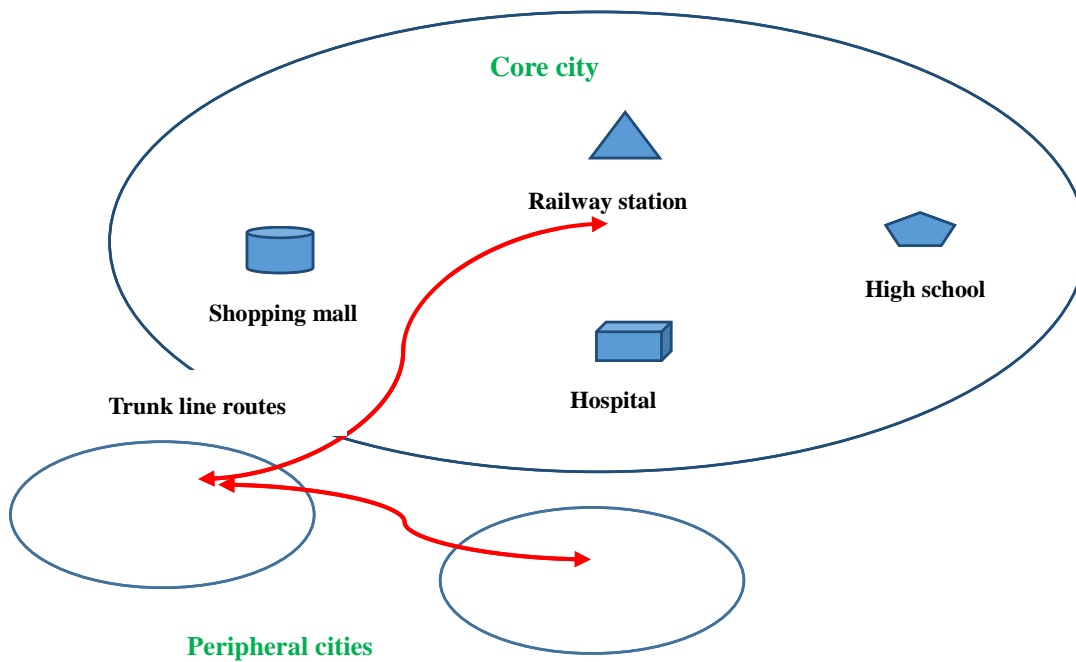 Core city
Railway station
High school
Shopping mall
Hospital
Trunk line routes
Peripheral cities